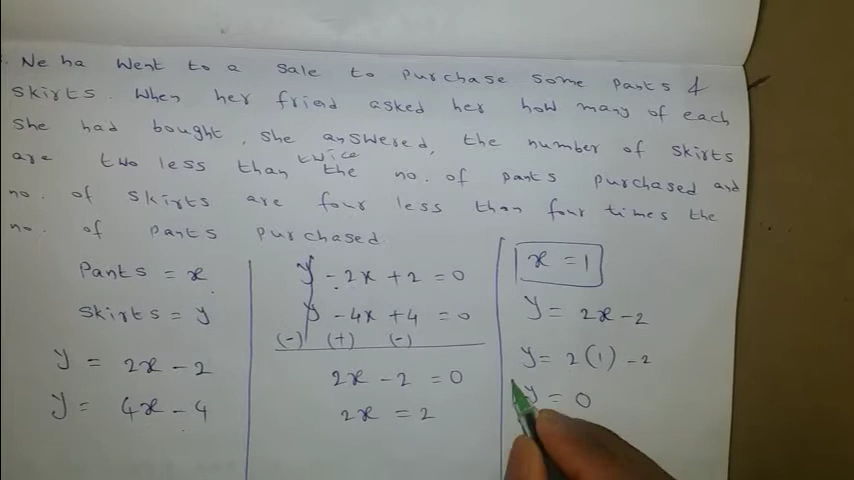 Neha went to a sale to purchase some pants &
skirts. When her friend asked her how many of each
she had bought, she answered, the number of skirts
are two less than twice the no. of pants purchased and
no. of skirts are four less than four times the
no. of pants purchased.
Pants = x
Skirts = y
y = 2x - 2
y = 4x - 4
y - 2x + 2 = 0
y - 4x + 4 = 0
(-) (+) (-)
2x - 2 = 0
2x = 2
x = 1
y = 2x - 2
y = 2(1) - 2
y = 0